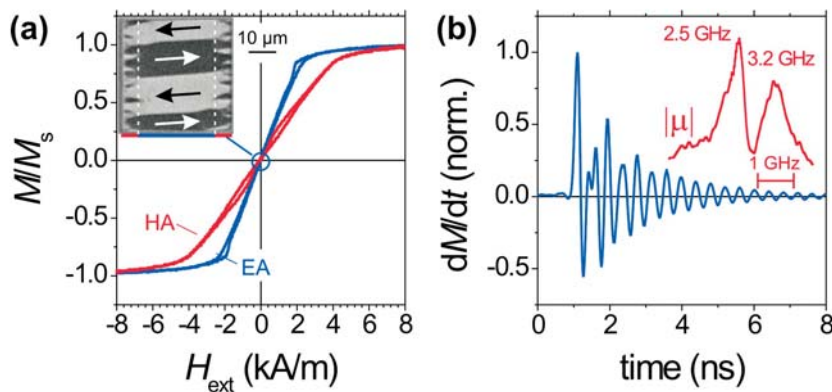 (a)
10 μm
1.0
0.5
0.0
-0.5
-1.0
M/Ms
HA
EA
-8 -6 -4 -2 0 2 4 6 8
Hext (kA/m)
(b)
2.5 GHz
3.2 GHz
|μ|
1 GHz
1.0
0.5
0.0
-0.5
dM/dt (norm.)
0 2 4 6 8
time (ns)